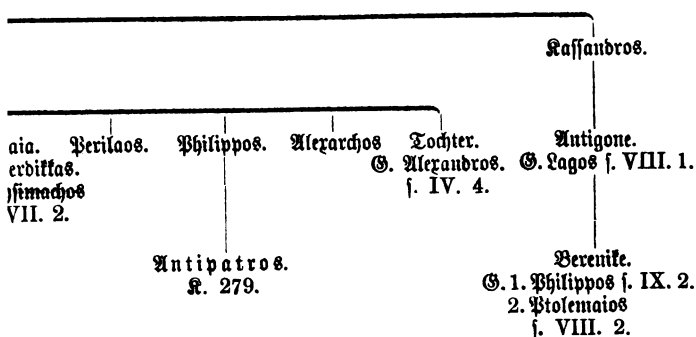 Kassandros.
aia. Perilaos. Philippos. Alexarchos Tochter. Antigone.
erdikkas. G. Alexandros. G. Lagos ſ. VIII. 1.
yſimachos ſ. IV. 4.
VII. 2.
Antipatros. Berenike.
K. 279. G. 1. Philippos ſ. IX. 2.
2. Ptolemaios
ſ. VIII. 2.